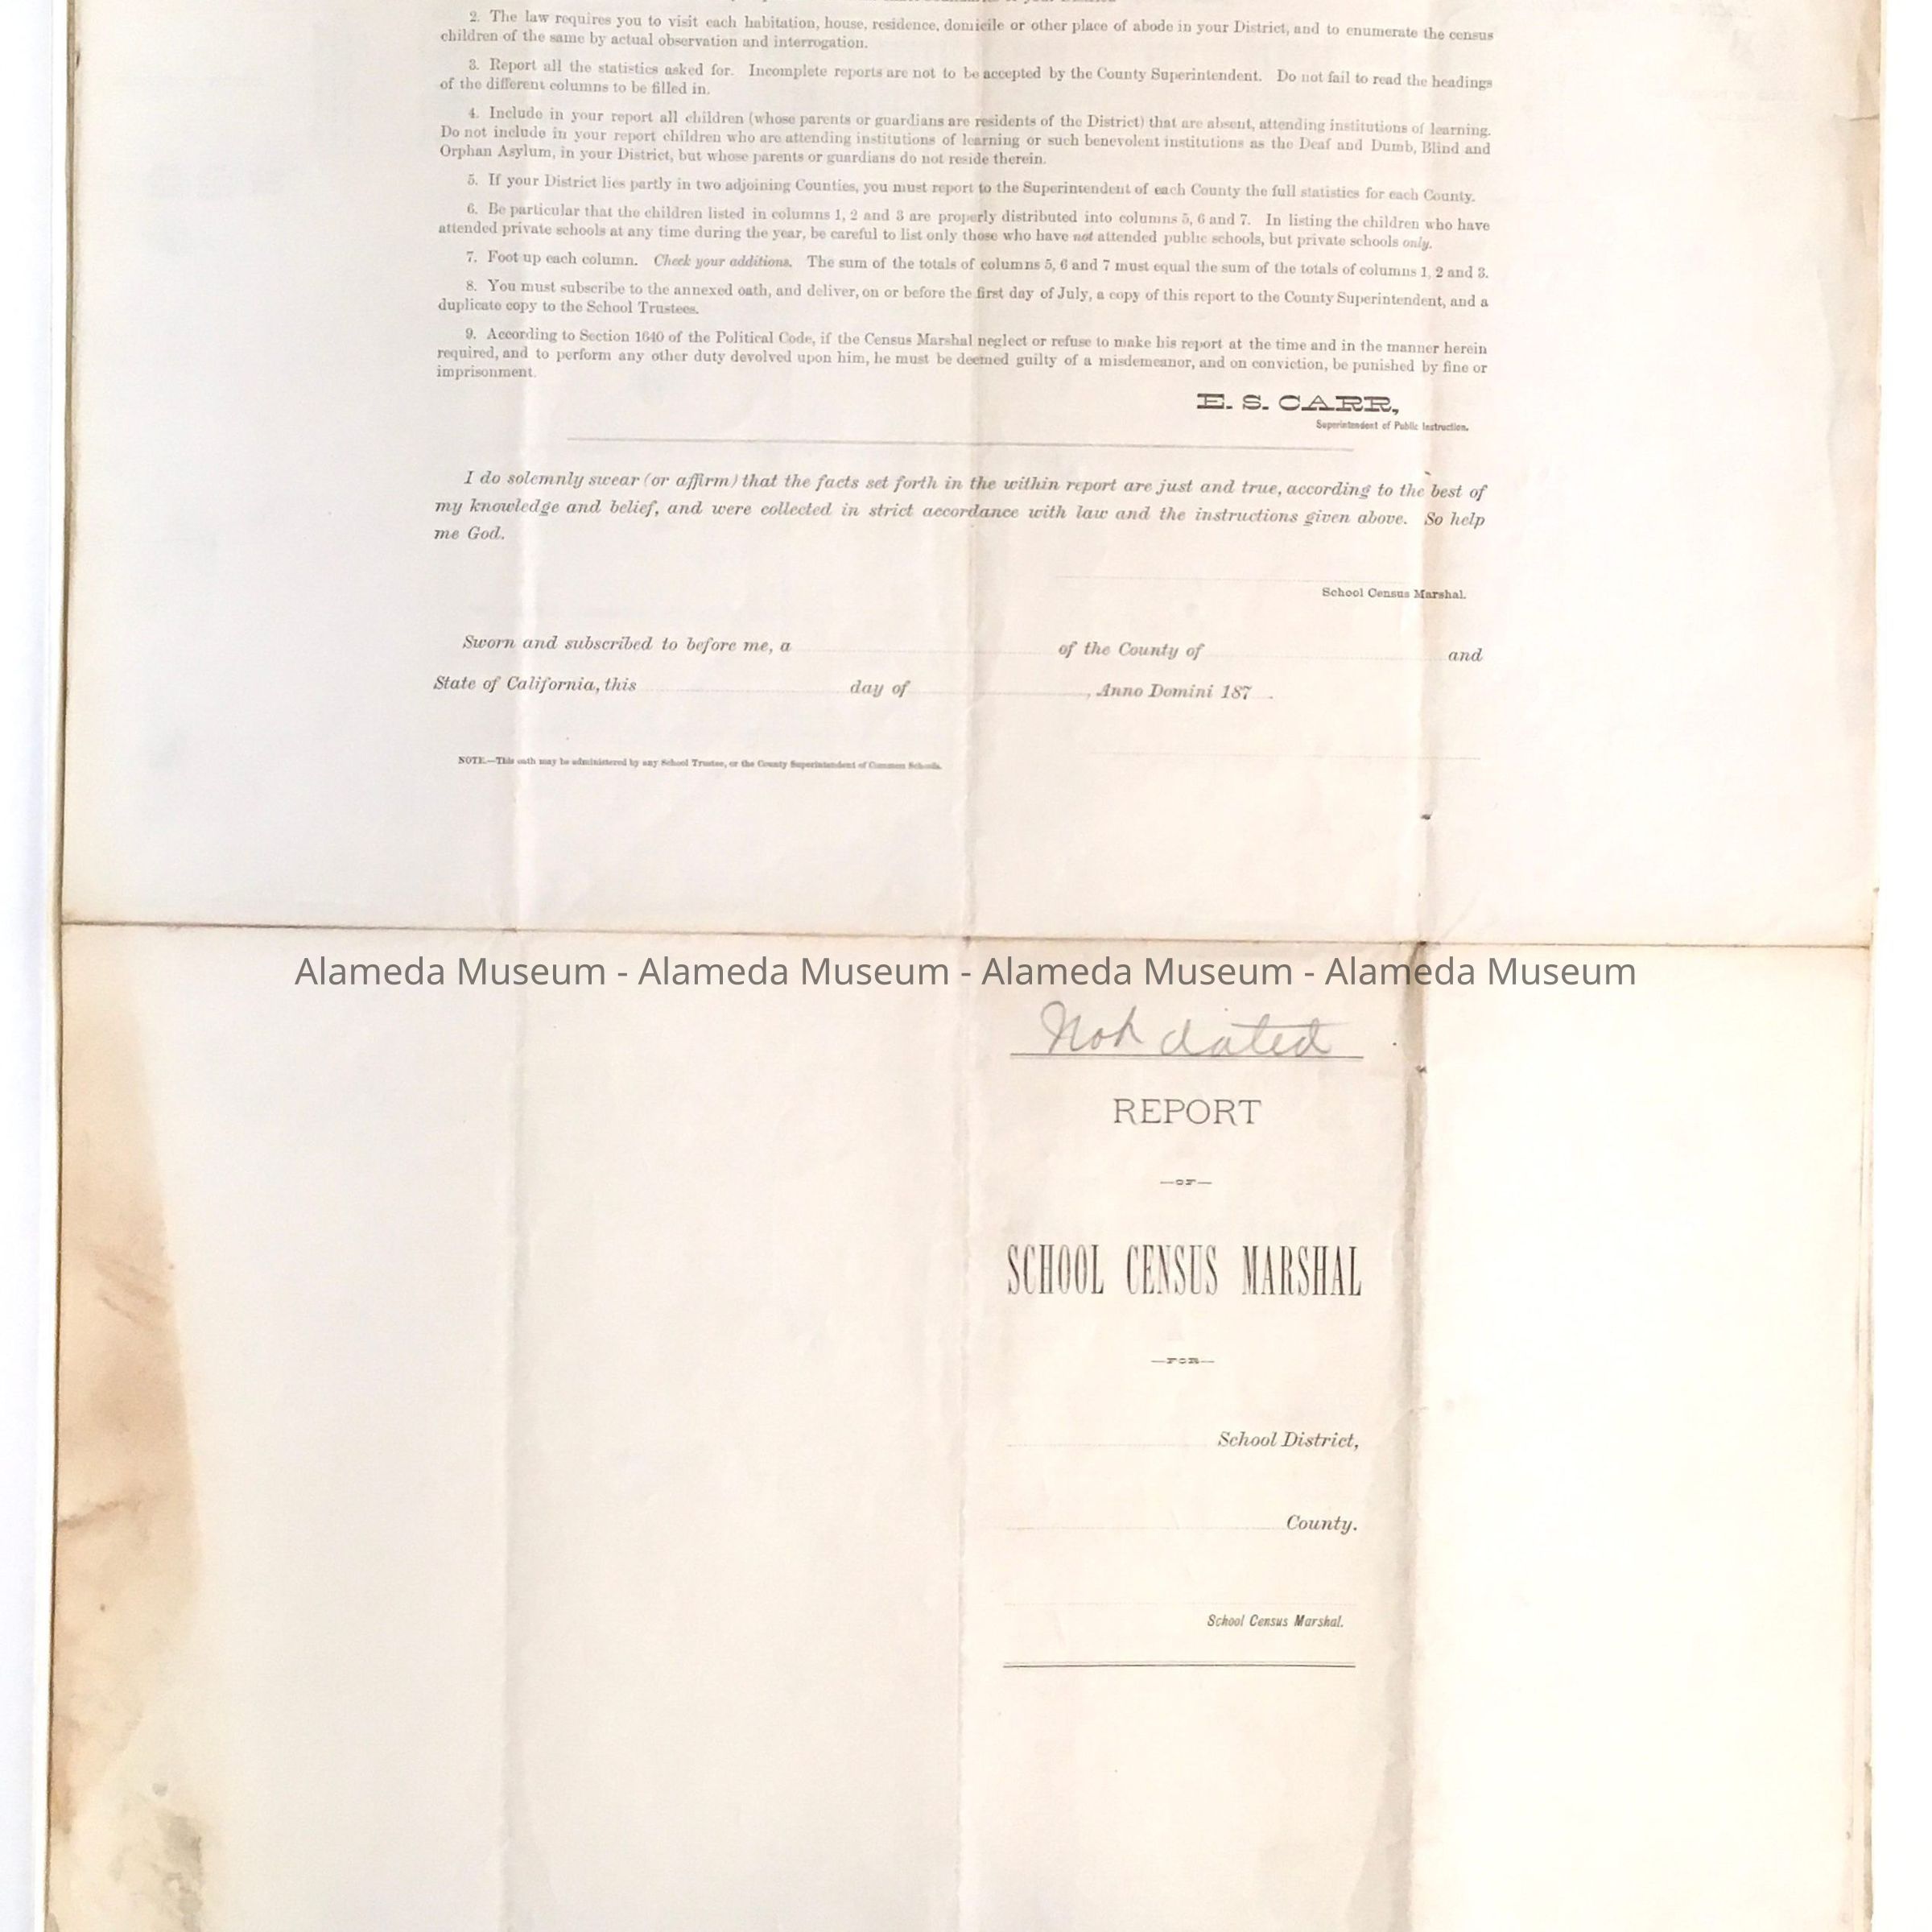 2. The law requires you to visit each habitation, house, residence, domicile or other place of abode in your District, and to enumerate the census
children of the same by actual observation and interrogation.
3. Report all the statistics asked for. Incomplete reports are not to be accepted by the County Superintendent. Do not fail to read the headings
of the different columns to be filled in.
4. Include in your report all children (whose parents or guardians are residents of the District) that are absent, attending institutions of learning.
Do not include in your report children who are attending institutions of learning or such benevolent institutions as the Deaf and Dumb, Blind and
Orphan Asylum, in your District, but whose parents or guardians do not reside therein.
5. If your District lies partly in two adjoining Counties, you must report to the Superintendent of each County the full statistics for each County.
6. Be particular that the children listed in columns 1, 2 and 3 are properly distributed into columns 5, 6 and 7. In listing the children who have
attended private schools at any time during the year, be careful to list only those who have not attended public schools, but private schools only.
7. Foot up each column. Check your additions. The sum of the totals of columns 5, 6 and 7 must equal the sum of the totals of columns 1, 2 and 3.
8. You must subscribe to the annexed oath, and deliver, on or before the first day of July, a copy of this report to the County Superintendent, and a
duplicate copy to the School Trustees.
9. According to Section 1640 of the Political Code, if the Census Marshal neglect or refuse to make his report at the time and in the manner herein
required, and to perform any other duty devolved upon him, he must be deemed guilty of a misdemeanor, and on conviction, be punished by fine or
imprisonment.
E. S. CARR,
Superintendent of Public Instruction.
I do solemnly swear (or affirm) that the facts set forth in the within report are just and true, according to the best of
my knowledge and belief, and were collected in strict accordance with law and the instructions given above. So help
me God.
School Census Marshal.
Sworn and subscribed to before me, a of the County of and
State of California, this day of , Anno Domini 187 .
NOTE.—This oath may be administered by any School Trustee, or the County Superintendent of Common Schools.
Alameda Museum - Alameda Museum - Alameda Museum - Alameda Museum
Not dated
REPORT
—OF—
SCHOOL CENSUS MARSHAL
—FOR—
School District,
County.
School Census Marshal.